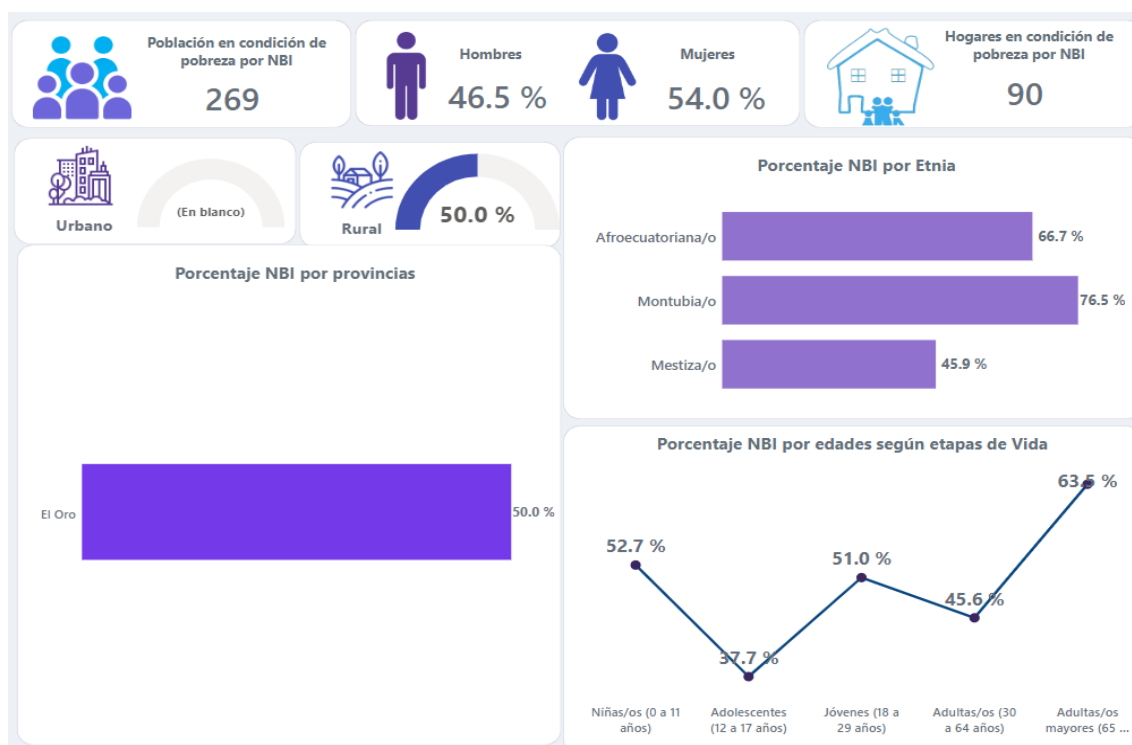 Población en condición de
pobreza por NBI
269
Hombres
46.5 %
Mujeres
54.0 %
Hogares en condición de
pobreza por NBI
90
Urbano
(En blanco)
Rural
50.0 %
Porcentaje NBI por provincias
El Oro
50.0 %
Porcentaje NBI por Etnia
Afroecuatoriana/o
66.7 %
Montubia/o
76.5 %
Mestiza/o
45.9 %
Porcentaje NBI por edades según etapas de Vida
52.7 %
37.7 %
51.0 %
45.6 %
63.5 %
Niñas/os (0 a 11
años)
Adolescentes
(12 a 17 años)
Jóvenes (18 a
29 años)
Adultas/os (30
a 64 años)
Adultas/os
mayores (65 ...